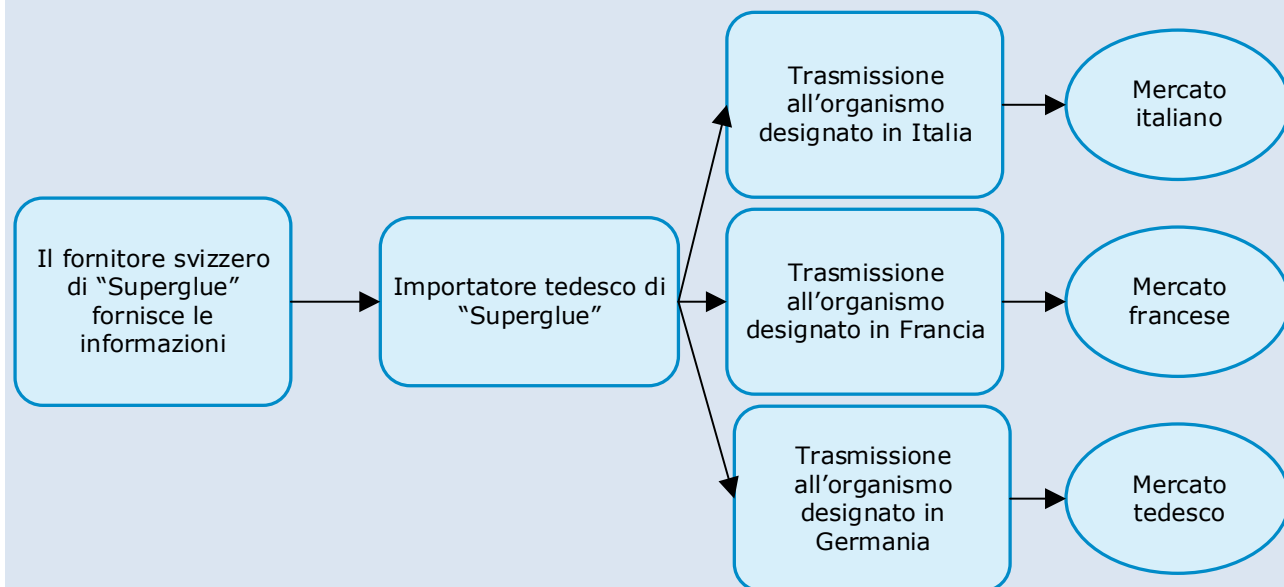 Il fornitore svizzero
di “Superglue”
fornisce le
informazioni
Importatore tedesco di
“Superglue”
Trasmissione
all’organismo
designato in Italia
Mercato
italiano
Trasmissione
all’organismo
designato in Francia
Mercato
francese
Trasmissione
all’organismo
designato in
Germania
Mercato
tedesco